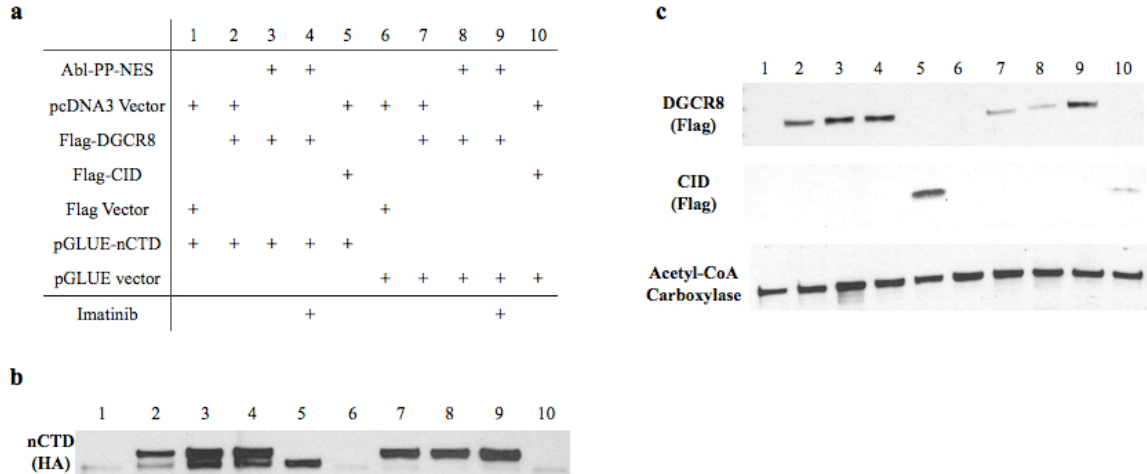 a
1 2 3 4 5 6 7 8 9 10
Abl-PP-NES + + + +
pcDNA3 Vector + + + + + +
Flag-DGCR8 + + + + + +
Flag-CID + +
Flag Vector + +
pGLUE-nCTD + + + + +
pGLUE vector + + + + +
Imatinib + +
b
1 2 3 4 5 6 7 8 9 10
nCTD
(HA)
c
1 2 3 4 5 6 7 8 9 10
DGCR8
(Flag)
CID
(Flag)
Acetyl-CoA
Carboxylase